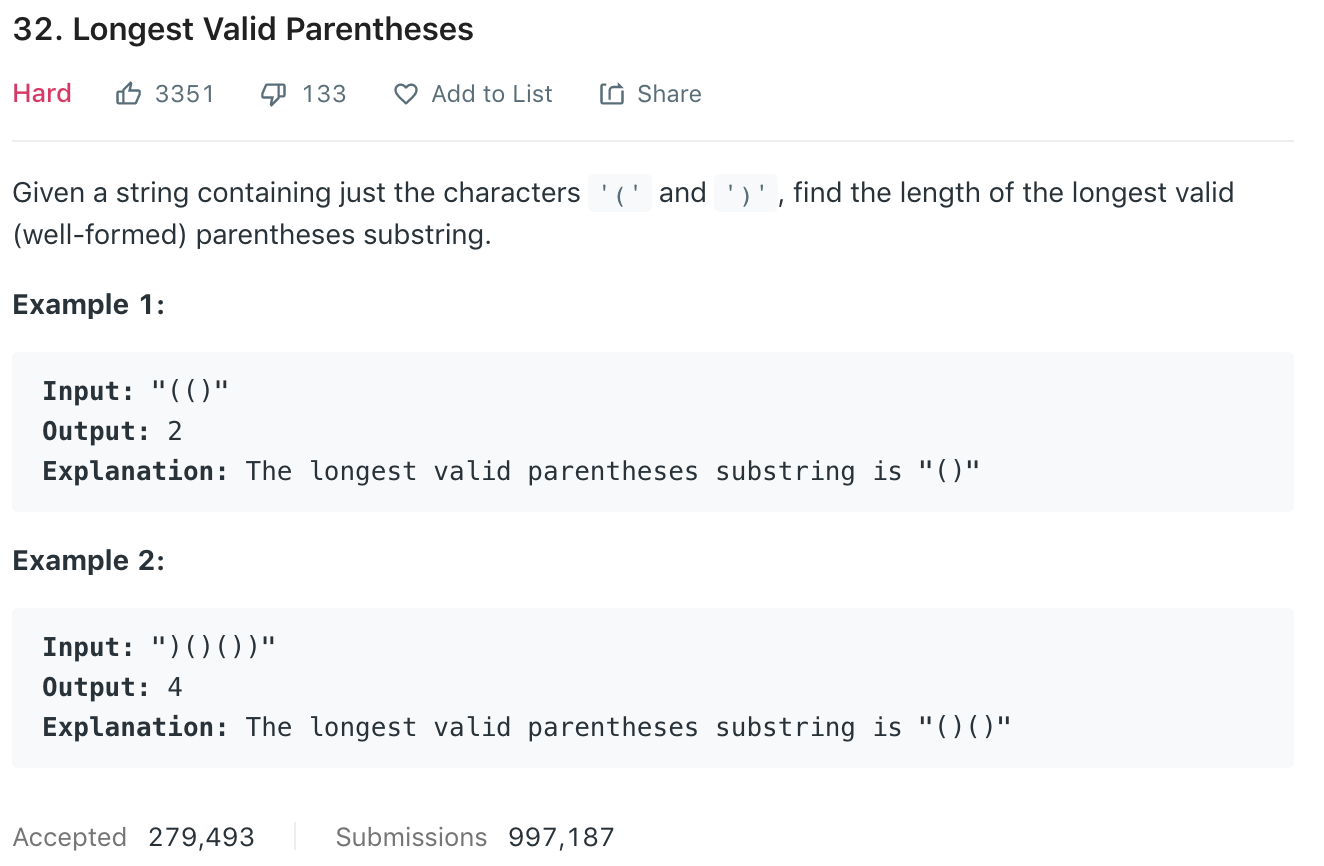 32. Longest Valid Parentheses
Hard 3351 133 Add to List Share
Given a string containing just the characters '(' and ')', find the length of the longest valid
(well-formed) parentheses substring.
Example 1:
Input: "(()"
Output: 2
Explanation: The longest valid parentheses substring is "()"
Example 2:
Input: ")()())"
Output: 4
Explanation: The longest valid parentheses substring is "()()"
Accepted 279,493 Submissions 997,187